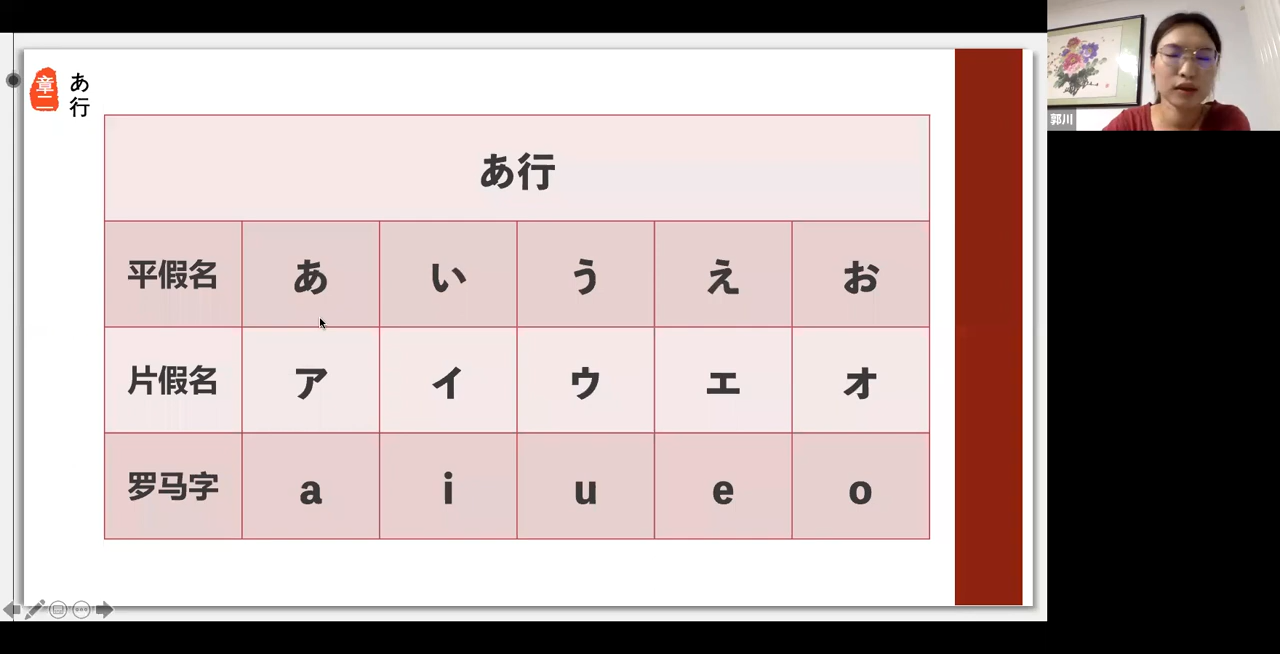 章二
あ行
あ行
平假名 あ い う え お
片假名 ア イ ウ エ オ
罗马字 a i u e o
郭川